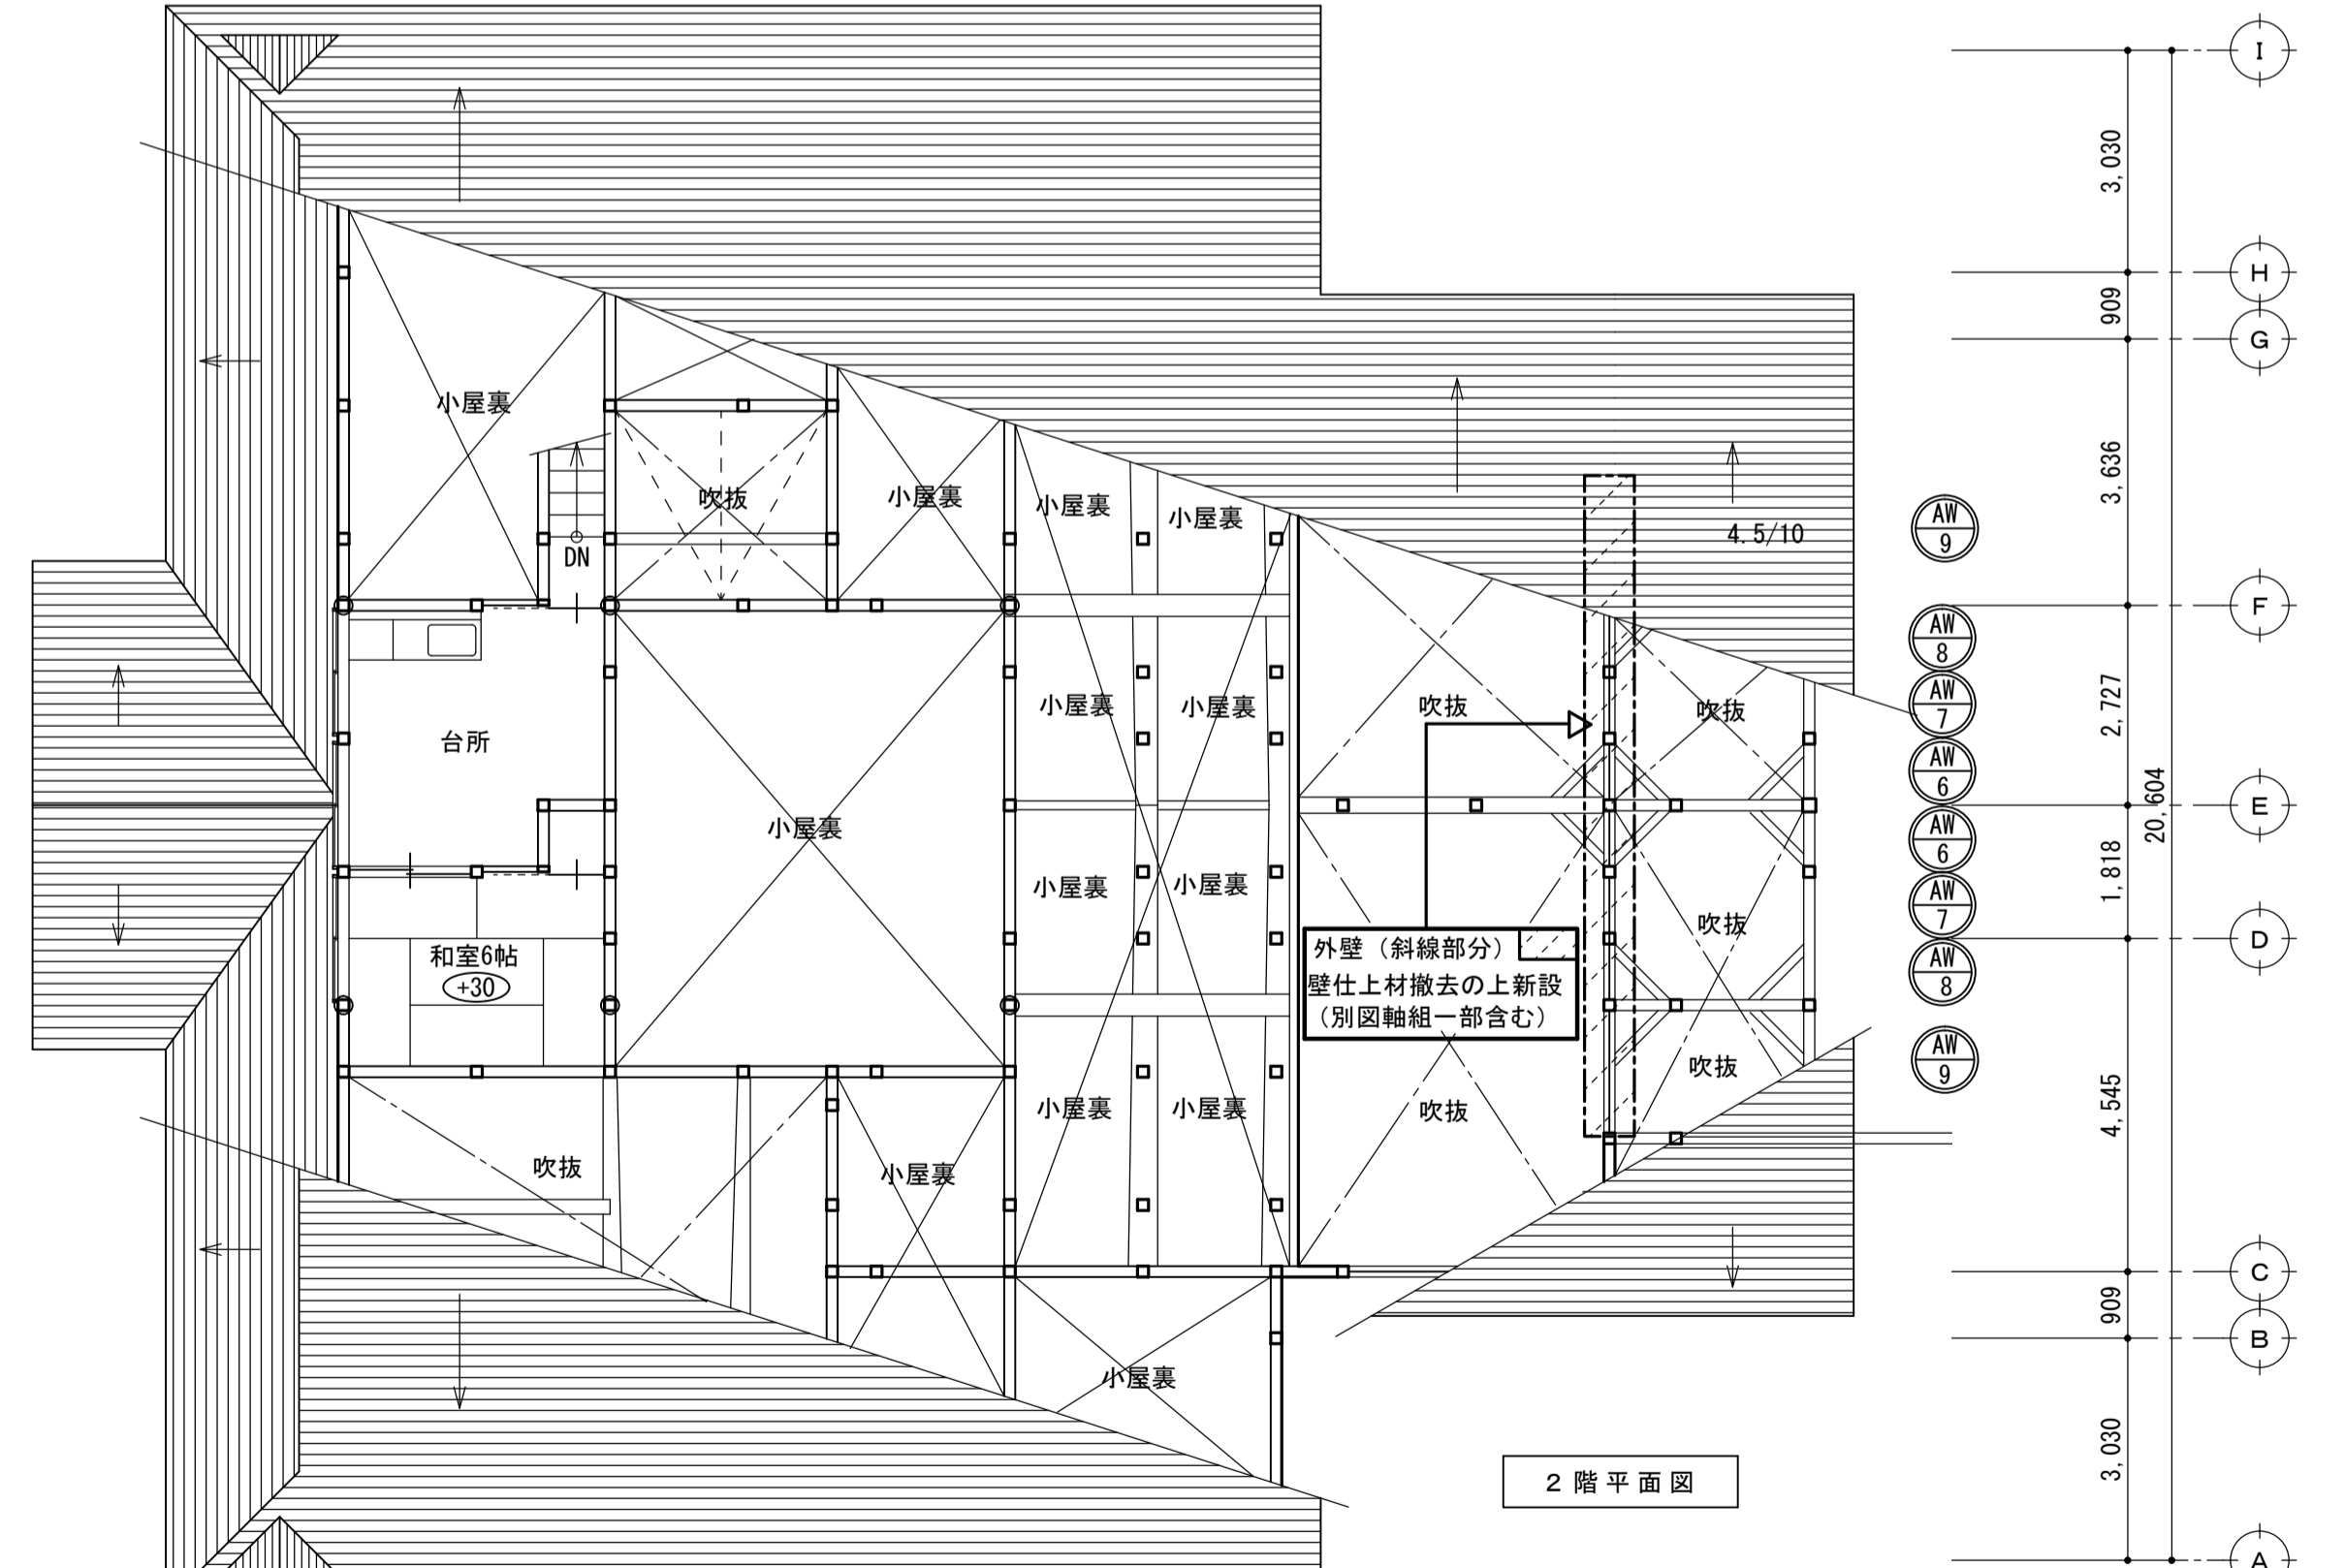 I
3,030
H
909
G
小屋裏
吹抜
小屋裏
小屋裏
小屋裏
3,636
4.5/10
AW
9
DN
F
AW
8
小屋裏
小屋裏
吹抜
吹抜
2,727
AW
7
台所
AW
6
20,604
E
小屋裏
AW
6
小屋裏
小屋裏
1,818
AW
7
吹抜
D
和室6帖
+30
外壁（斜線部分）
壁仕上材撤去の上新設
（別図軸組一部含む）
AW
8
AW
9
吹抜
小屋裏
小屋裏
吹抜
4,545
吹抜
小屋裏
C
909
B
小屋裏
3,030
2階平面図
A